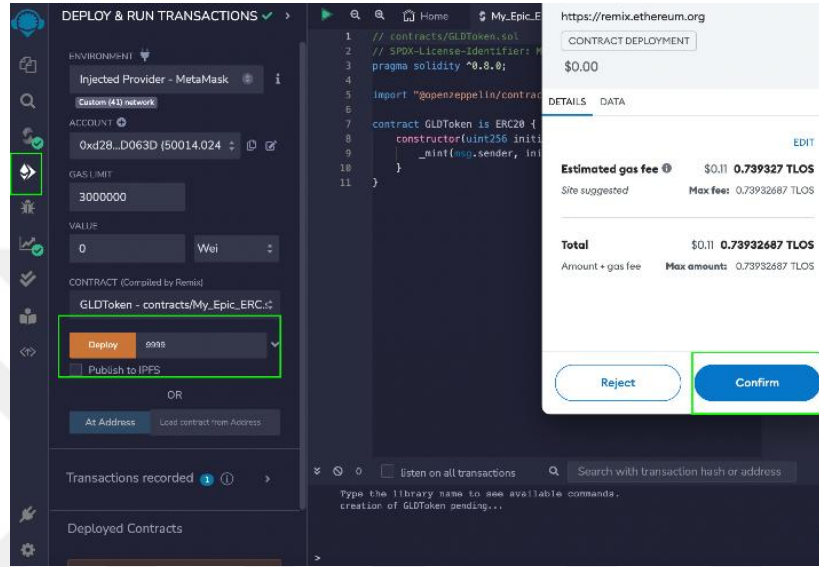 DEPLOY & RUN TRANSACTIONS
ENVIRONMENT
Injected Provider - MetaMask
Custom (41) network
ACCOUNT
0xd28...D063D (50014.024
GAS LIMIT
3000000
VALUE
0 Wei
CONTRACT (Compiled by Remix)
GLDToken - contracts/My_Epic_ERC
Deploy 9999
Publish to IPFS
OR
At Address Load contract from Address
Transactions recorded 1
Deployed Contracts
Home My_Epic_E
1 // contracts/GLDToken.sol
2 // SPDX-License-Identifier: M
3 pragma solidity ^0.8.0;
4
5 import "@openzeppelin/contrac
6
7 contract GLDToken is ERC20 {
8 constructor(uint256 initi
9 _mint(msg.sender, ini
10 }
11 }
0 listen on all transactions Search with transaction hash or address
Type the library name to see available commands.
creation of GLDToken pending...
>
https://remix.ethereum.org
CONTRACT DEPLOYMENT
$0.00
DETAILS DATA
EDIT
Estimated gas fee $0.11 0.739327 TLOS
Site suggested Max fee: 0.73932687 TLOS
Total $0.11 0.73932687 TLOS
Amount + gas fee Max amount: 0.73932687 TLOS
Reject Confirm